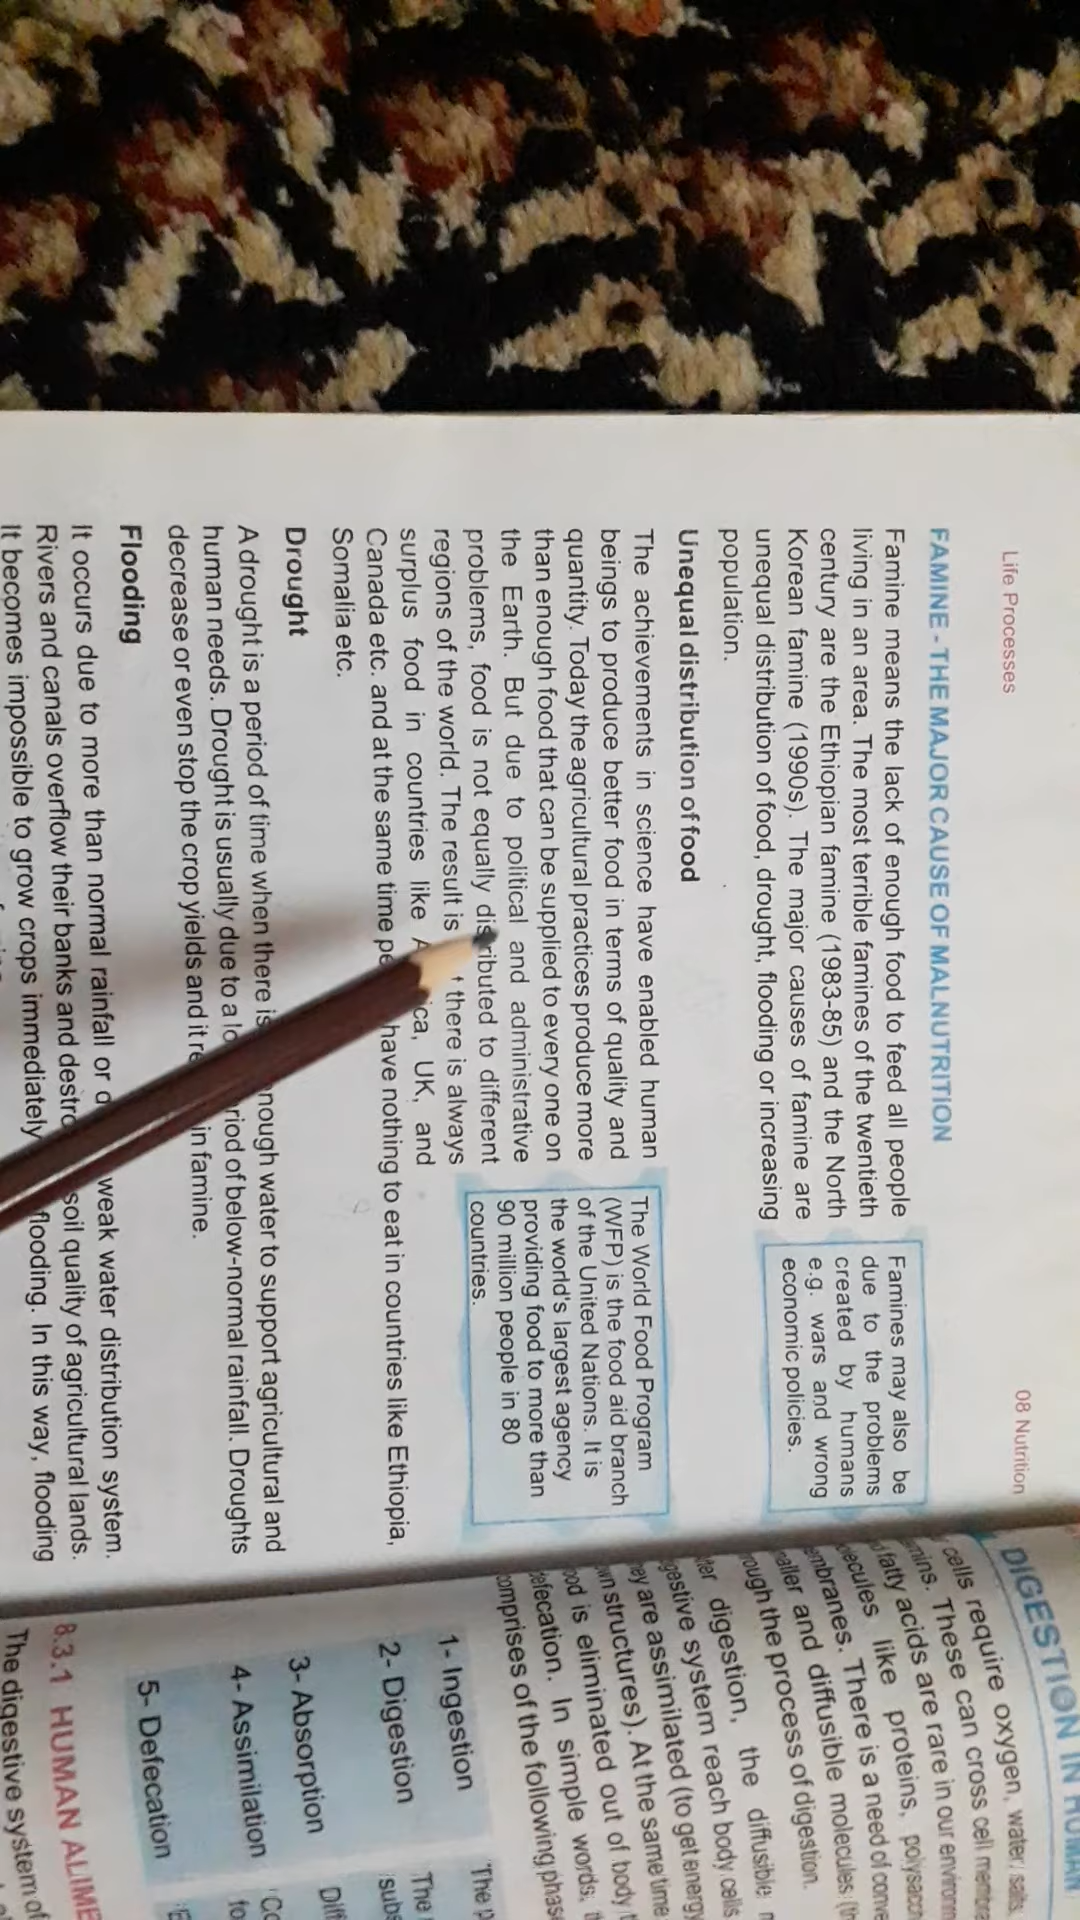 Life Processes
08 Nutrition
FAMINE - THE MAJOR CAUSE OF MALNUTRITION
Famine means the lack of enough food to feed all people
living in an area. The most terrible famines of the twentieth
century are the Ethiopian famine (1983-85) and the North
Korean famine (1990s). The major causes of famine are
unequal distribution of food, drought, flooding or increasing
population.
Famines may also be
due to the problems
created by humans
e.g. wars and wrong
economic policies.
Unequal distribution of food
The achievements in science have enabled human
beings to produce better food in terms of quality and
quantity. Today the agricultural practices produce more
than enough food that can be supplied to every one on
the Earth. But due to political and administrative
problems, food is not equally distributed to different
regions of the world. The result is there is always
surplus food in countries like UK, and
Canada etc. and at the same time have nothing to eat in countries like Ethiopia,
Somalia etc.
The World Food Program
(WFP) is the food aid branch
of the United Nations. It is
the world's largest agency
providing food to more than
90 million people in 80
countries.
Drought
A drought is a period of time when there is enough water to support agricultural and
human needs. Drought is usually due to a of below-normal rainfall. Droughts
decrease or even stop the crop yields and it in famine.
Flooding
It occurs due to more than normal rainfall or weak water distribution system.
Rivers and canals overflow their banks and soil quality of agricultural lands.
It becomes impossible to grow crops immediately flooding. In this way, flooding
DIGESTION IN HUMAN
cells require oxygen, water, salts,
These can cross cell
fatty acids are rare in our
like proteins,
There is a need of
and diffusible molecules
the process of digestion.
digestion, the diffusible
system reach body cells
are assimilated (to get energy
structures). At the same time
is eliminated out of body
defecation. In simple words,
comprises of the following
1- Ingestion
2- Digestion
The
3- Absorption
4- Assimilation
5- Defecation
8.3.1 HUMAN
The digestive system of